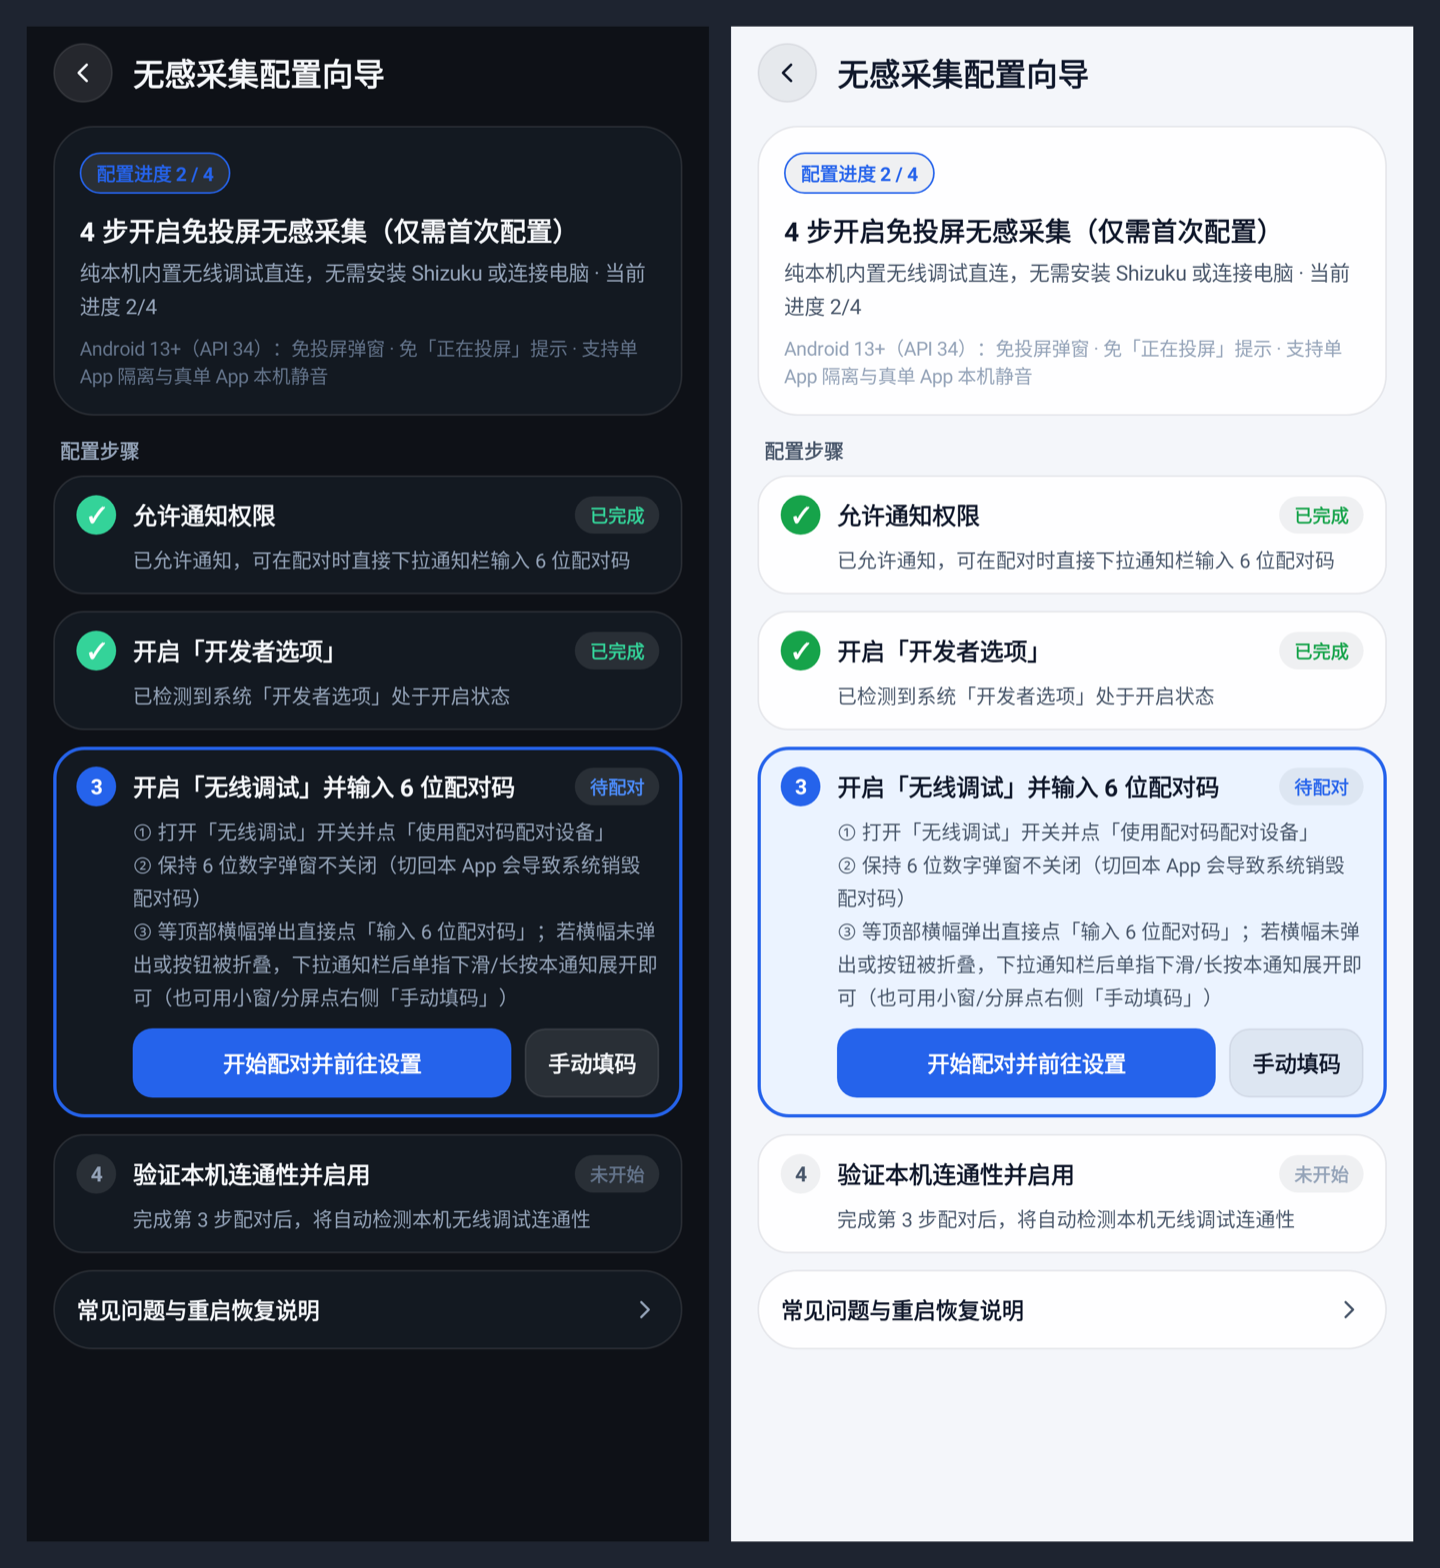 无感采集配置向导
配置进度 2 / 4
4 步开启免投屏无感采集（仅需首次配置）
纯本机内置无线调试直连，无需安装 Shizuku 或连接电脑 · 当前
进度 2/4
Android 13+（API 34）：免投屏弹窗 · 免「正在投屏」提示 · 支持单
App 隔离与真单 App 本机静音
配置步骤
✓ 允许通知权限 已完成
已允许通知，可在配对时直接下拉通知栏输入 6 位配对码
✓ 开启「开发者选项」 已完成
已检测到系统「开发者选项」处于开启状态
3 开启「无线调试」并输入 6 位配对码 待配对
① 打开「无线调试」开关并点「使用配对码配对设备」
② 保持 6 位数字弹窗不关闭（切回本 App 会导致系统销毁
配对码）
③ 等顶部横幅弹出直接点「输入 6 位配对码」；若横幅未弹
出或按钮被折叠，下拉通知栏后单指下滑/长按本通知展开即
可（也可用小窗/分屏点右侧「手动填码」）
开始配对并前往设置 手动填码
4 验证本机连通性并启用 未开始
完成第 3 步配对后，将自动检测本机无线调试连通性
常见问题与重启恢复说明
无感采集配置向导
配置进度 2 / 4
4 步开启免投屏无感采集（仅需首次配置）
纯本机内置无线调试直连，无需安装 Shizuku 或连接电脑 · 当前
进度 2/4
Android 13+（API 34）：免投屏弹窗 · 免「正在投屏」提示 · 支持单
App 隔离与真单 App 本机静音
配置步骤
✓ 允许通知权限 已完成
已允许通知，可在配对时直接下拉通知栏输入 6 位配对码
✓ 开启「开发者选项」 已完成
已检测到系统「开发者选项」处于开启状态
3 开启「无线调试」并输入 6 位配对码 待配对
① 打开「无线调试」开关并点「使用配对码配对设备」
② 保持 6 位数字弹窗不关闭（切回本 App 会导致系统销毁
配对码）
③ 等顶部横幅弹出直接点「输入 6 位配对码」；若横幅未弹
出或按钮被折叠，下拉通知栏后单指下滑/长按本通知展开即
可（也可用小窗/分屏点右侧「手动填码」）
开始配对并前往设置 手动填码
4 验证本机连通性并启用 未开始
完成第 3 步配对后，将自动检测本机无线调试连通性
常见问题与重启恢复说明